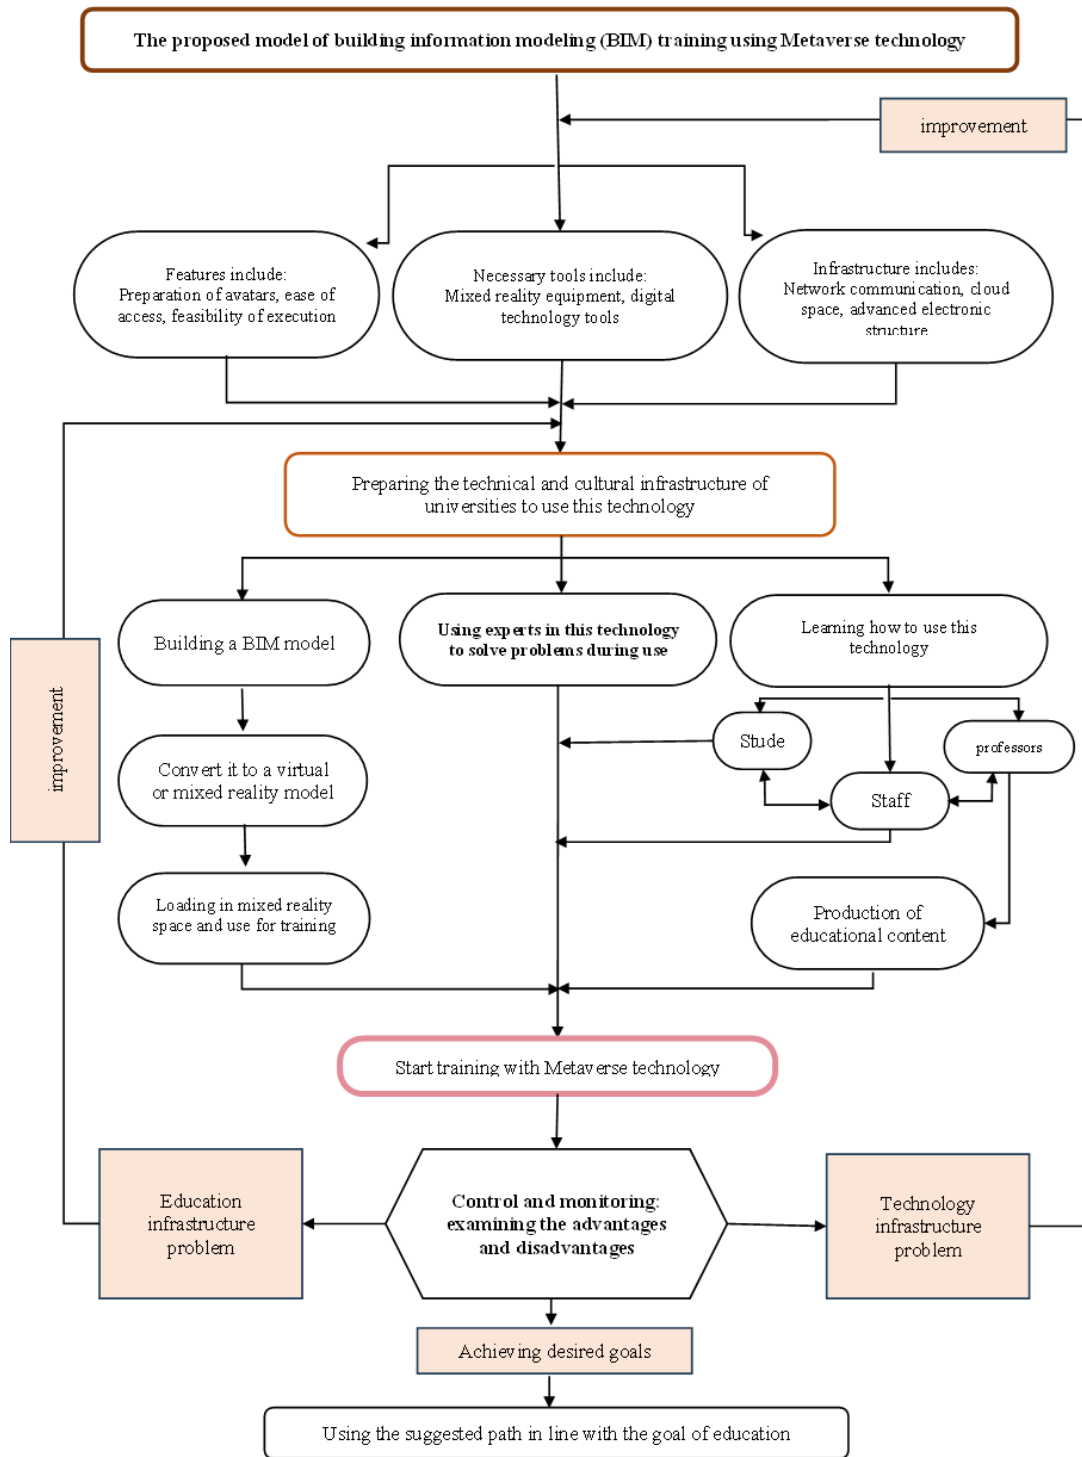 The proposed model of building information modeling (BIM) training using Metaverse technology
improvement
Features include:
Preparation of avatars, ease of
access, feasibility of execution
Necessary tools include:
Mixed reality equipment, digital
technology tools
Infrastructure includes:
Network communication, cloud
space, advanced electronic
structure
Preparing the technical and cultural infrastructure of
universities to use this technology
Building a BIM model
Using experts in this technology
to solve problems during use
Learning how to use this
technology
improvement
Stude
professors
Convert it to a virtual
or mixed reality model
Staff
Loading in mixed reality
space and use for training
Production of
educational content
Start training with Metaverse technology
Education
infrastructure
problem
Control and monitoring:
examining the advantages
and disadvantages
Technology
infrastructure
problem
Achieving desired goals
Using the suggested path in line with the goal of education